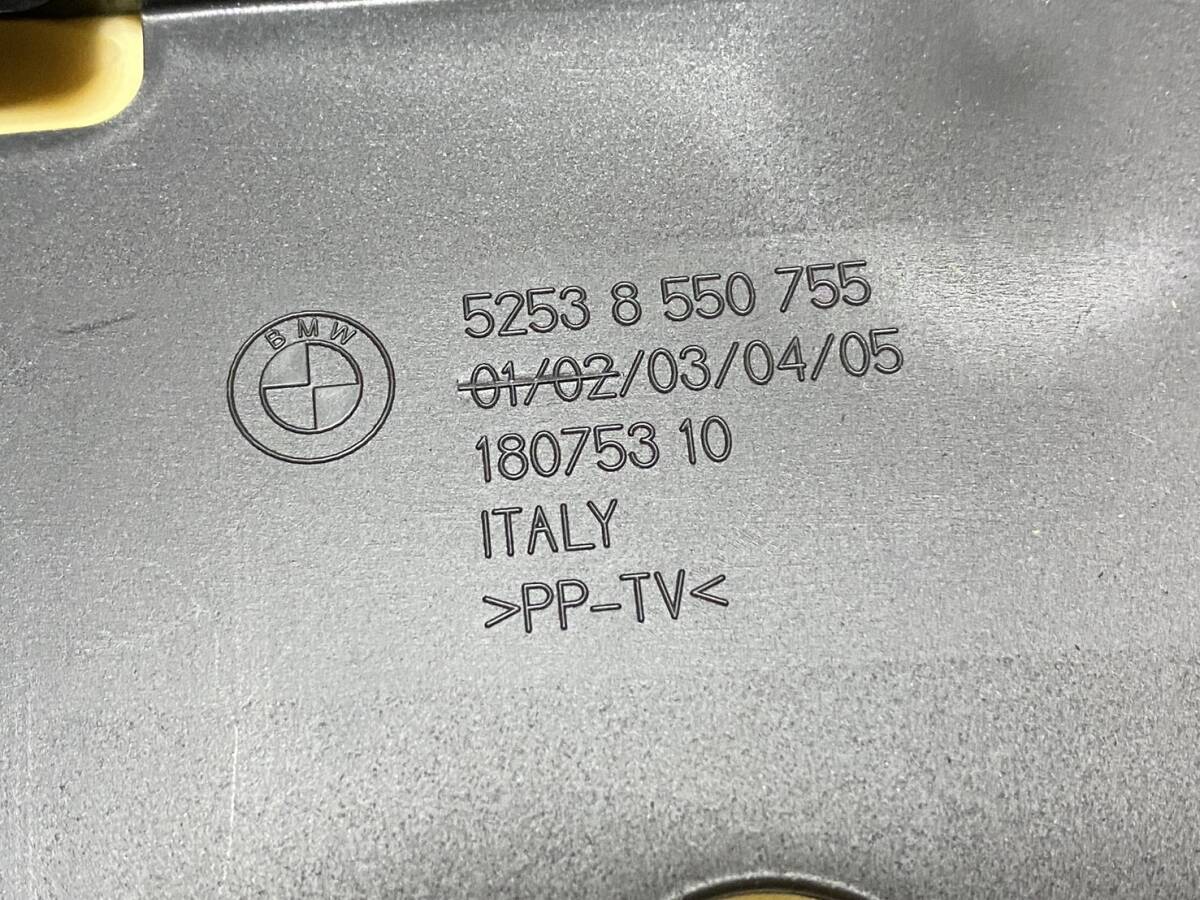 BMW
5253 8 550 755
01/02/03/04/05
180753 10
ITALY
>PP-TV<